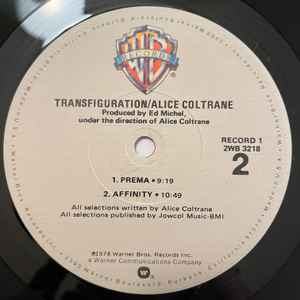 RECORDS
TRANSFIGURATION/ALICE COLTRANE
Produced by Ed Michel,
under the direction of Alice Coltrane
RECORD 1
2WB 3218
2
1. PREMA • 9:19
2. AFFINITY • 10:49
All selections written by Alice Coltrane
All selections published by Jowcol Music-BMI
℗1978 Warner Bros. Records Inc.
a Warner Communications Company